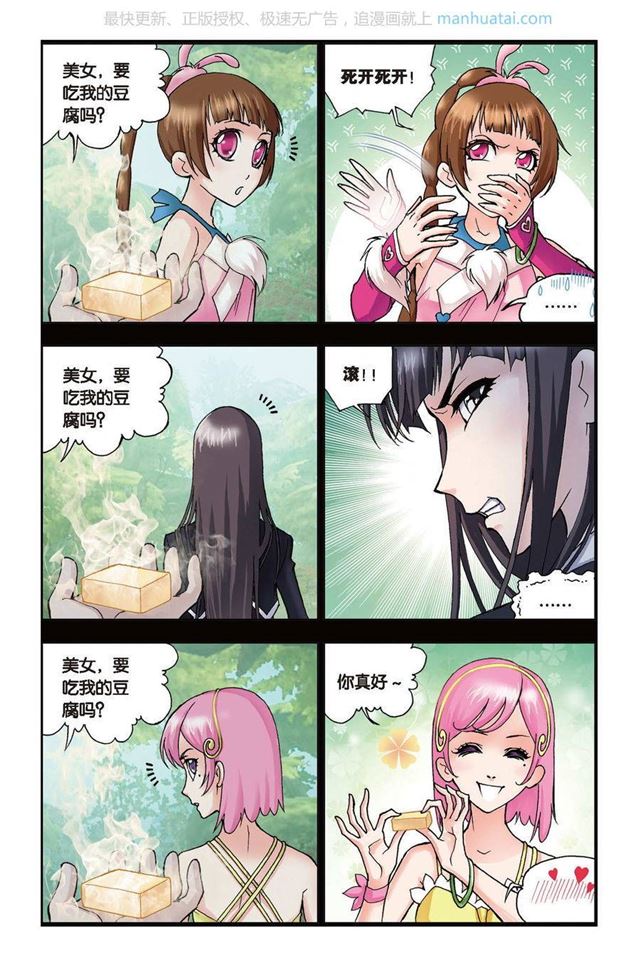 最快更新、正版授权、极速无广告，追漫画就上 manhuatai.com
美女，要
吃我的豆
腐吗？
死开死开！
……
美女，要
吃我的豆
腐吗？
滚！！
……
美女，要
吃我的豆
腐吗？
你真好～